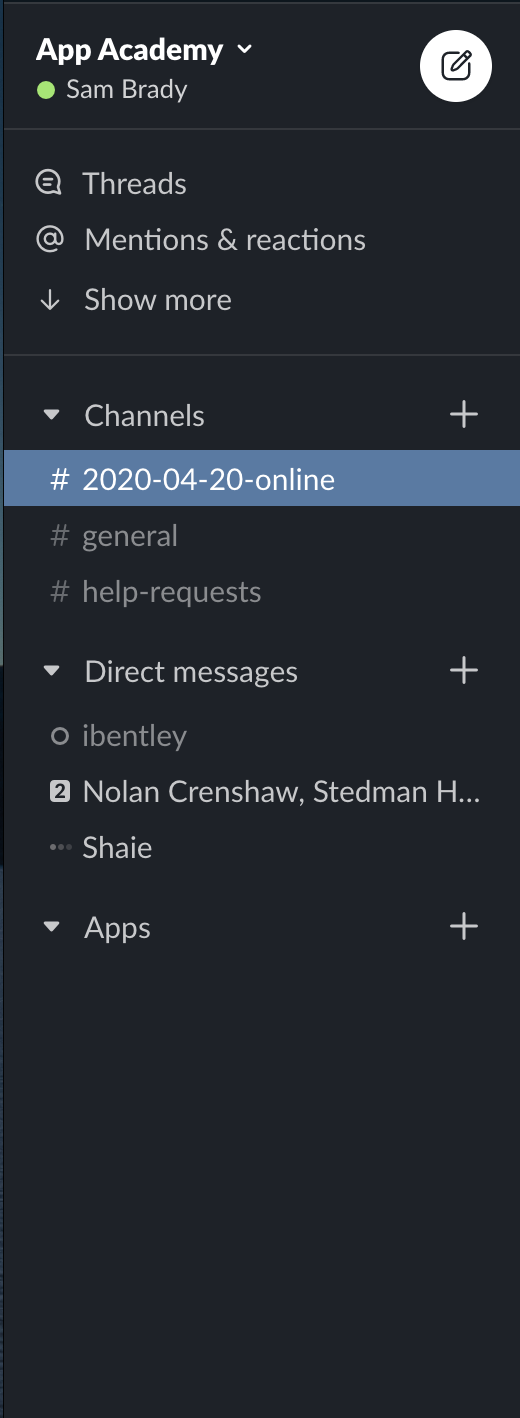 App Academy
Sam Brady
Threads
@ Mentions & reactions
Show more
Channels
# 2020-04-20-online
# general
# help-requests
Direct messages
ibentley
2 Nolan Crenshaw, Stedman H...
Shaie
Apps